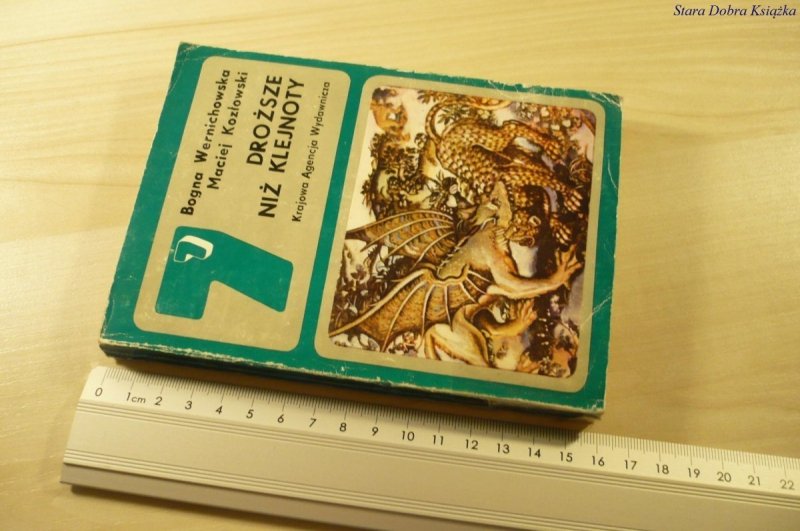 Stara Dobra Książka
Bogna Wernichowska
Maciej Kozłowski
DROŻSZE
NIŻ KLEJNOTY
Krajowa Agencja Wydawnicza
7
0 1cm 2 3 4 5 6 7 8 9 10 11 12 13 14 15 16 17 18 19 20 21 22